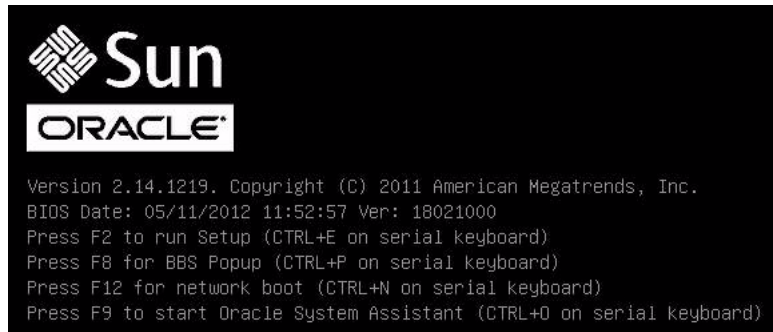 Sun
ORACLE
Version 2.14.1219. Copyright (C) 2011 American Megatrends, Inc.
BIOS Date: 05/11/2012 11:52:57 Ver: 18021000
Press F2 to run Setup (CTRL+E on serial keyboard)
Press F8 for BBS Popup (CTRL+P on serial keyboard)
Press F12 for network boot (CTRL+N on serial keyboard)
Press F9 to start Oracle System Assistant (CTRL+O on serial keyboard)